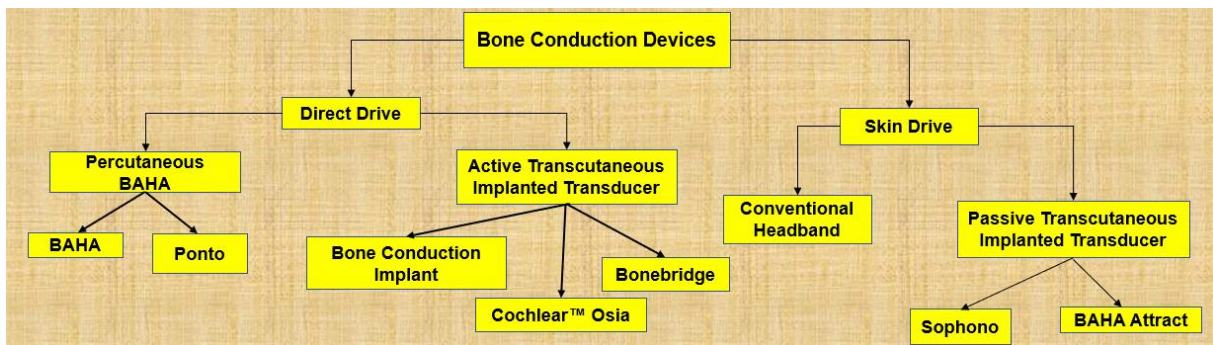 Bone Conduction Devices
Direct Drive
Skin Drive
Percutaneous
BAHA
Active Transcutaneous
Implanted Transducer
Conventional
Headband
Passive Transcutaneous
Implanted Transducer
BAHA
Ponto
Bone Conduction
Implant
Bonebridge
Cochlear™ Osia
Sophono
BAHA Attract